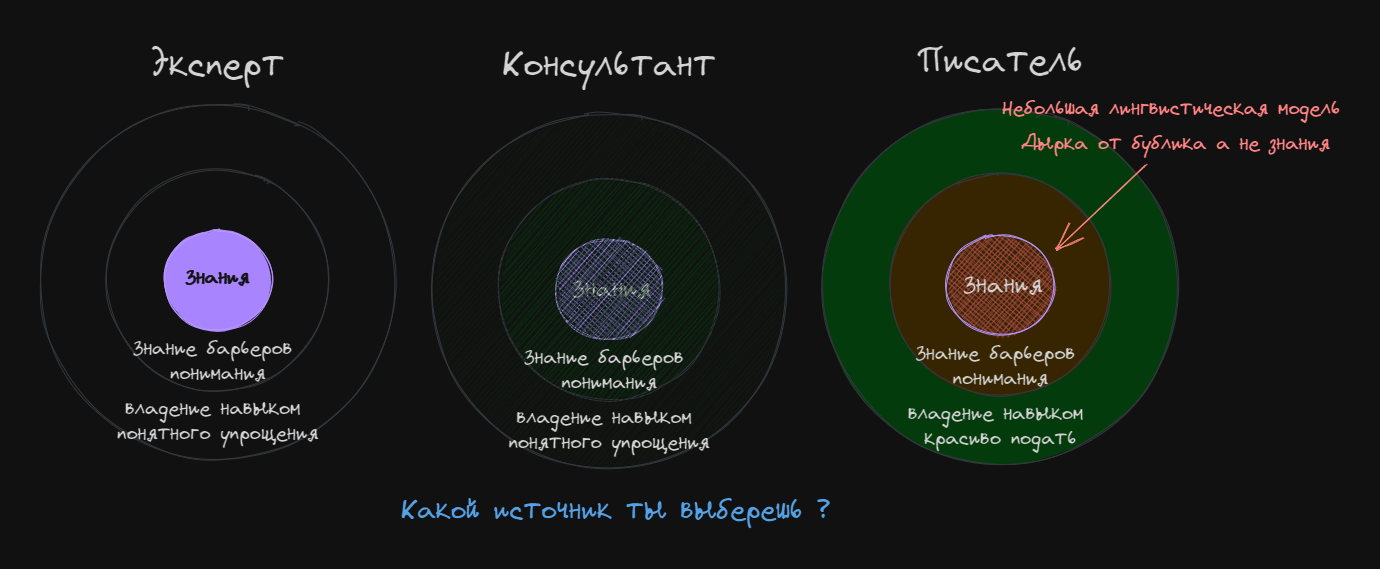 Эксперт
Знания
Знание барьеров
понимания
владение навыком
понятного упрощения
Консультант
Знания
Знание барьеров
понимания
владение навыком
понятного упрощения
Писатель
Небольшая лингвистическая модель
Дырка от бублика а не знания
Знания
Знание барьеров
понимания
владение навыком
красиво подать
Какой источник ты выберешь ?